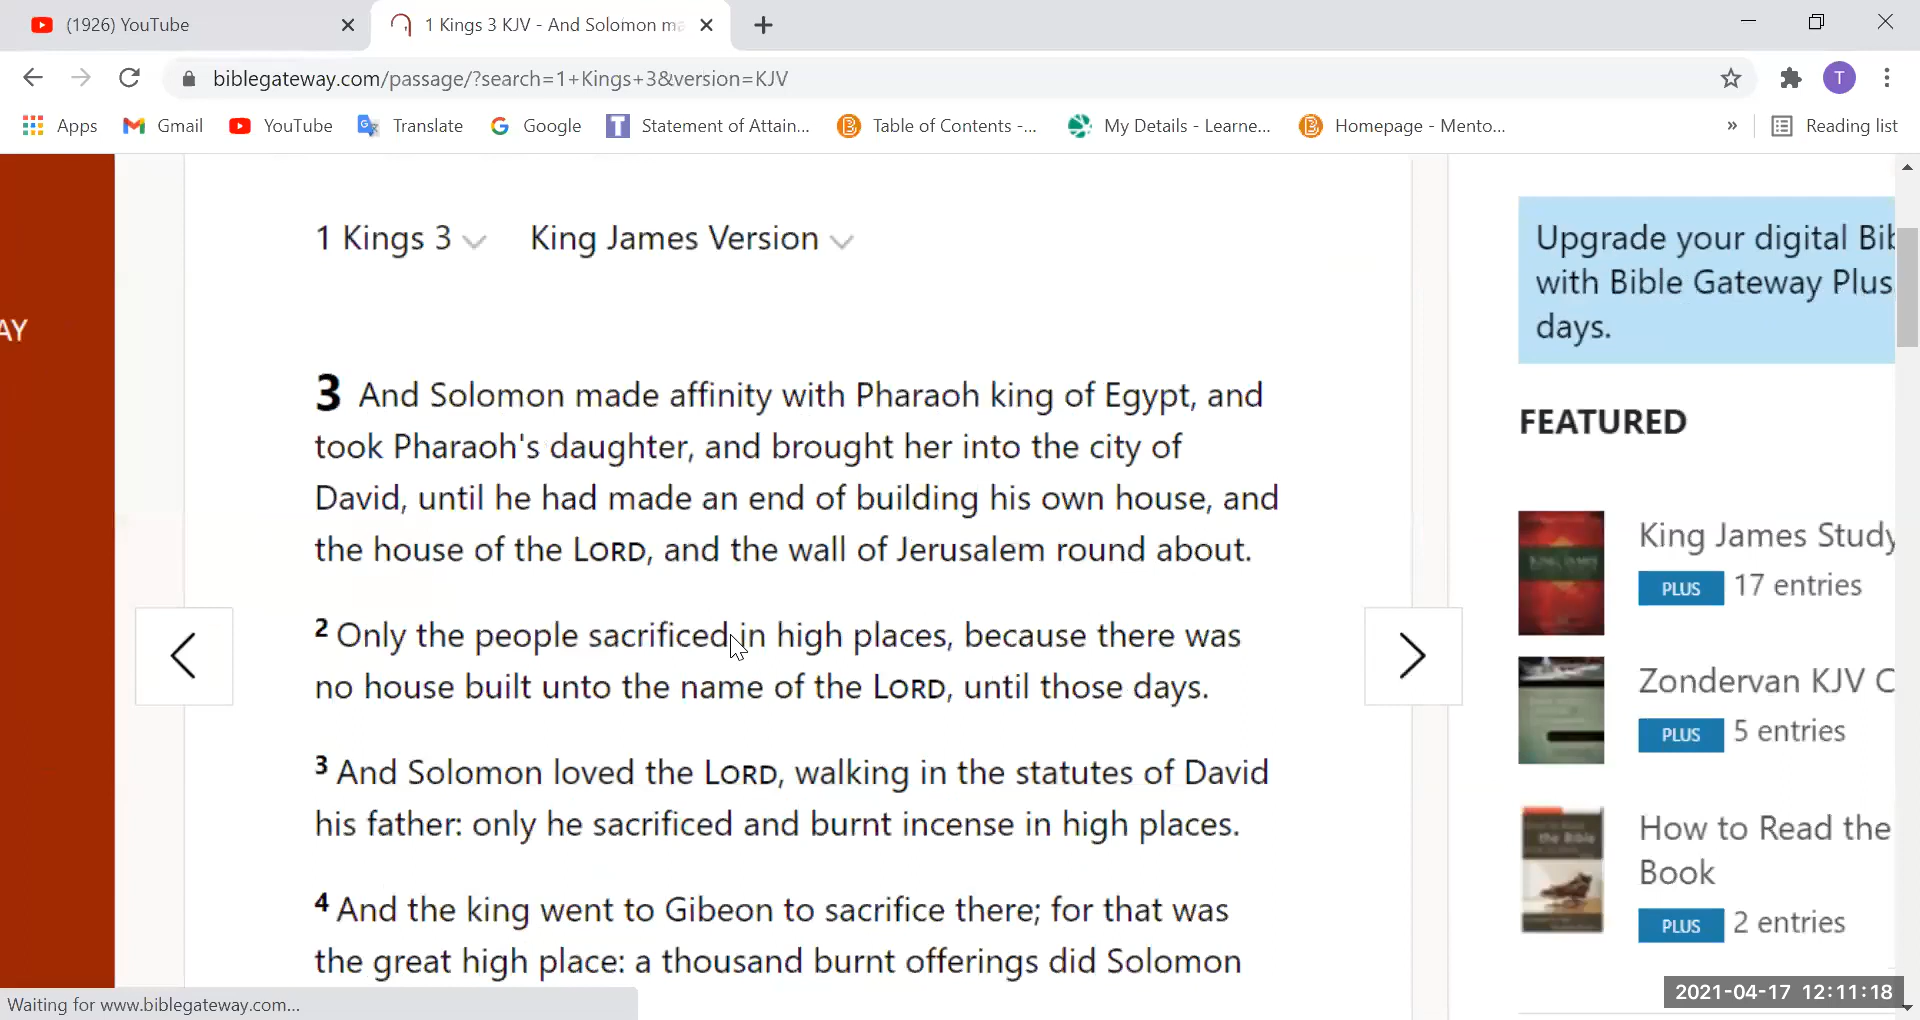 (1926) YouTube
1 Kings 3 KJV - And Solomon ma
biblegateway.com/passage/?search=1+Kings+3&version=KJV
T
Apps
Gmail
YouTube
Translate
Google
Statement of Attain...
Table of Contents -...
My Details - Learne...
Homepage - Mento...
»
Reading list
AY
1 Kings 3
King James Version
3 And Solomon made affinity with Pharaoh king of Egypt, and
took Pharaoh's daughter, and brought her into the city of
David, until he had made an end of building his own house, and
the house of the LORD, and the wall of Jerusalem round about.
2 Only the people sacrificed in high places, because there was
no house built unto the name of the LORD, until those days.
3 And Solomon loved the LORD, walking in the statutes of David
his father: only he sacrificed and burnt incense in high places.
4 And the king went to Gibeon to sacrifice there; for that was
the great high place: a thousand burnt offerings did Solomon
Upgrade your digital Bib
with Bible Gateway Plus
days.
FEATURED
King James Study
PLUS 17 entries
Zondervan KJV C
PLUS 5 entries
How to Read the
Book
PLUS 2 entries
Waiting for www.biblegateway.com...
2021-04-17 12:11:18